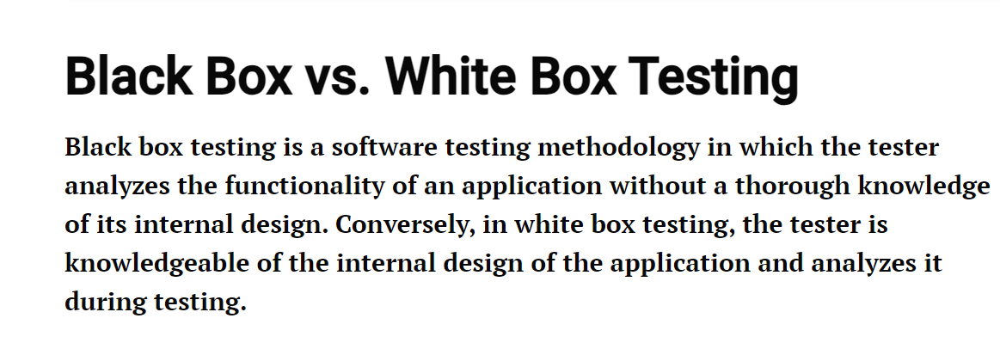 Black Box vs. White Box Testing
Black box testing is a software testing methodology in which the tester
analyzes the functionality of an application without a thorough knowledge
of its internal design. Conversely, in white box testing, the tester is
knowledgeable of the internal design of the application and analyzes it
during testing.